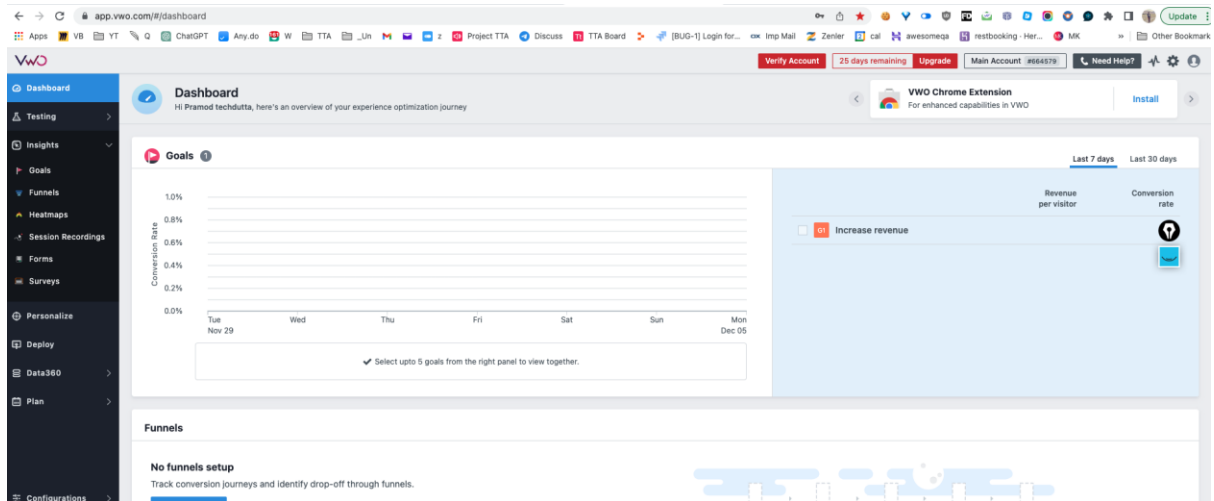 app.vwo.com/#/dashboard
Update
Apps VB YT Q ChatGPT Any.do W TTA _Un z Project TTA Discuss TTA Board [BUG-1] Login for... Imp Mail Zenler cal awesomeqa restbooking - Her... MK » Other Bookmark
VWO
Verify Account 25 days remaining Upgrade Main Account #664579 Need Help?
Dashboard
Testing
Insights
Goals
Funnels
Heatmaps
Session Recordings
Forms
Surveys
Personalize
Deploy
Data360
Plan
Configurations
Dashboard
Hi Pramod techdutta, here's an overview of your experience optimization journey
VWO Chrome Extension
For enhanced capabilities in VWO
Install
Goals 1
Last 7 days Last 30 days
Conversion Rate
1.0%
0.8%
0.6%
0.4%
0.2%
0.0%
Tue Wed Thu Fri Sat Sun Mon
Nov 29 Dec 05
Select upto 5 goals from the right panel to view together.
Revenue Conversion
per visitor rate
G1 Increase revenue
Funnels
No funnels setup
Track conversion journeys and identify drop-off through funnels.